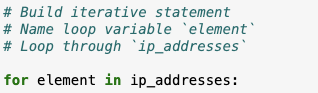 # Build iterative statement
# Name loop variable `element`
# Loop through `ip_addresses`
for element in ip_addresses: